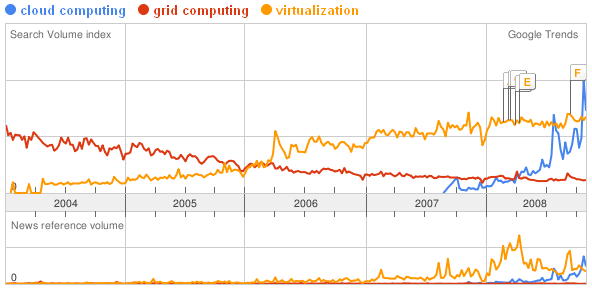 cloud computing grid computing virtualization
Search Volume index Google Trends
E F
2004 2005 2006 2007 2008
News reference volume
0